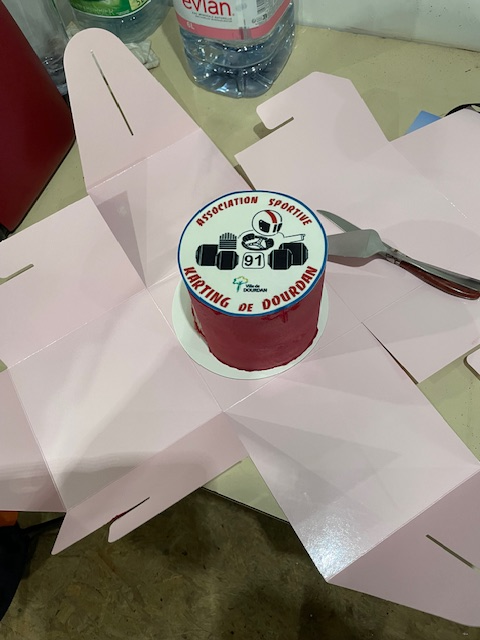 evian
ASSOCIATION SPORTIVE
91
Ville de
DOURDAN
KARTING DE DOURDAN